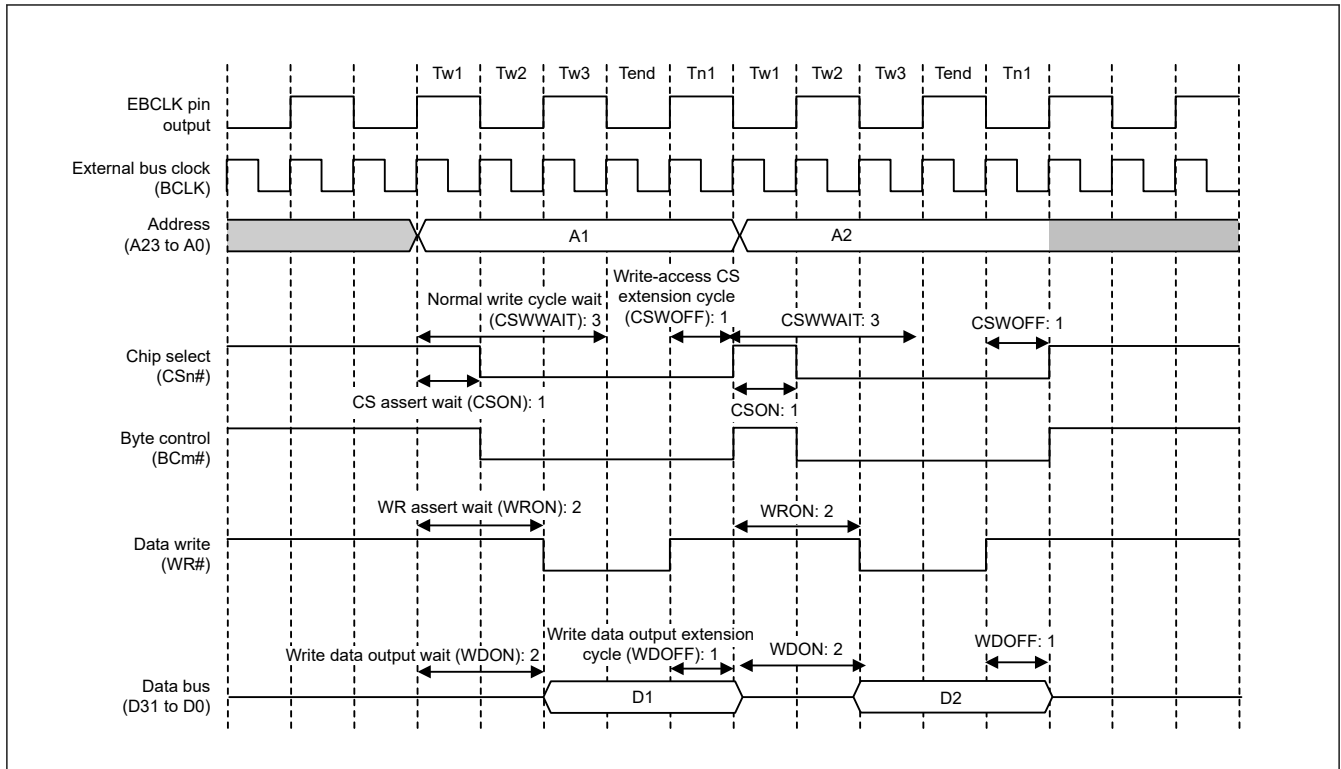 Tw1 Tw2 Tw3 Tend Tn1 Tw1 Tw2 Tw3 Tend Tn1
EBCLK pin
output
External bus clock
(BCLK)
Address
(A23 to A0)
A1
A2
Write-access CS
extension cycle
(CSWOFF): 1
Normal write cycle wait
(CSWWAIT): 3
CSWWAIT: 3
CSWOFF: 1
Chip select
(CSn#)
CS assert wait (CSON): 1
CSON: 1
Byte control
(BCm#)
WR assert wait (WRON): 2
WRON: 2
Data write
(WR#)
Write data output wait (WDON): 2
Write data output extension
cycle (WDOFF): 1
WDON: 2
WDOFF: 1
Data bus
(D31 to D0)
D1
D2